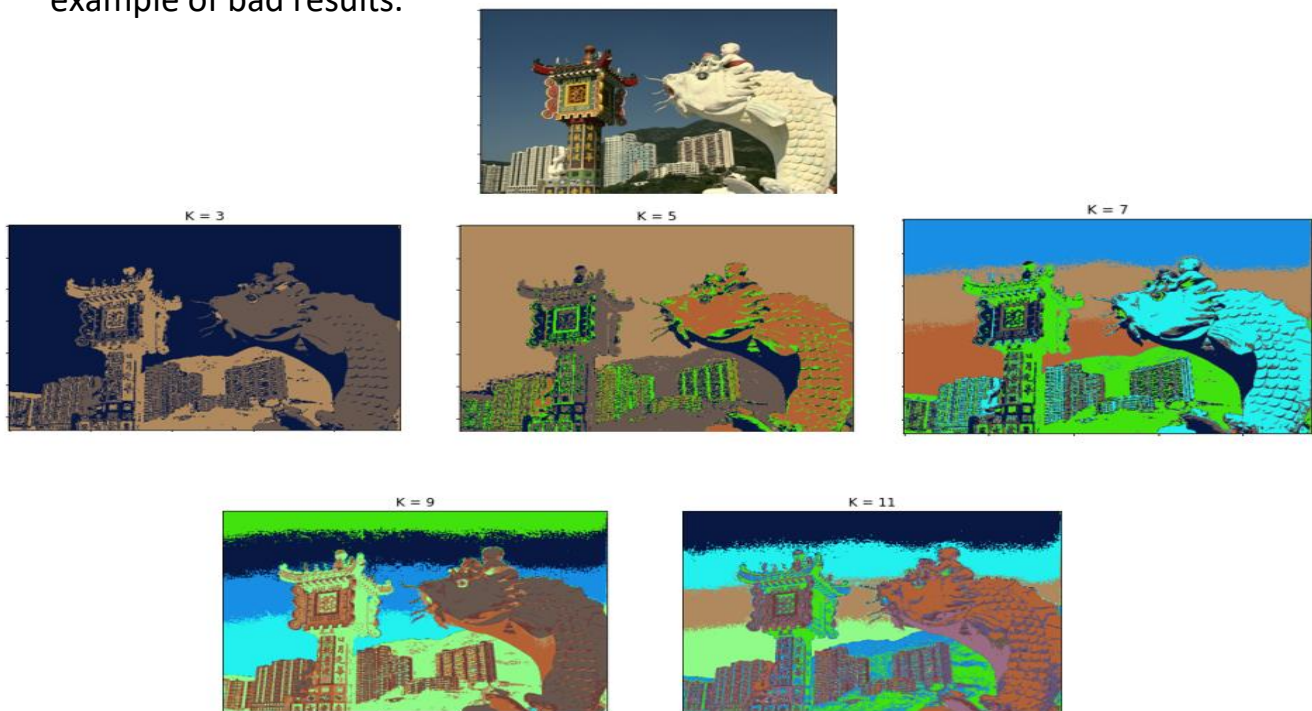 example of bad results:
K = 3
K = 5
K = 7
K = 9
K = 11